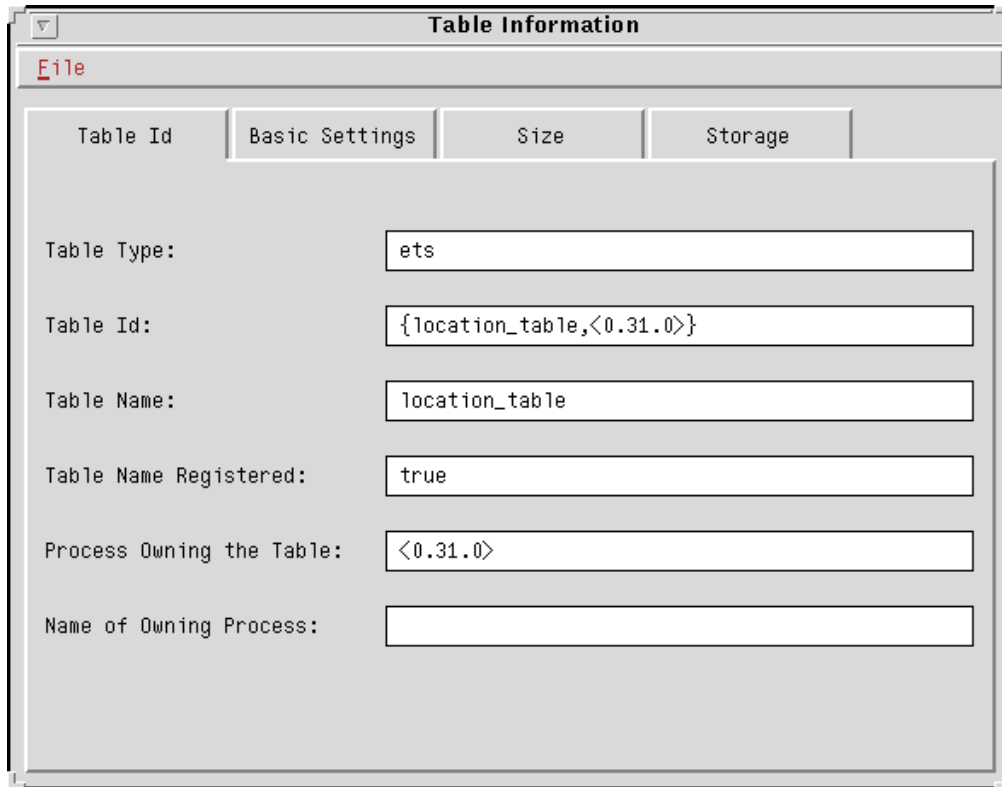 Table Information
File
Table Id Basic Settings Size Storage
Table Type: ets
Table Id: {location_table,<0.31.0>}
Table Name: location_table
Table Name Registered: true
Process Owning the Table: <0.31.0>
Name of Owning Process: